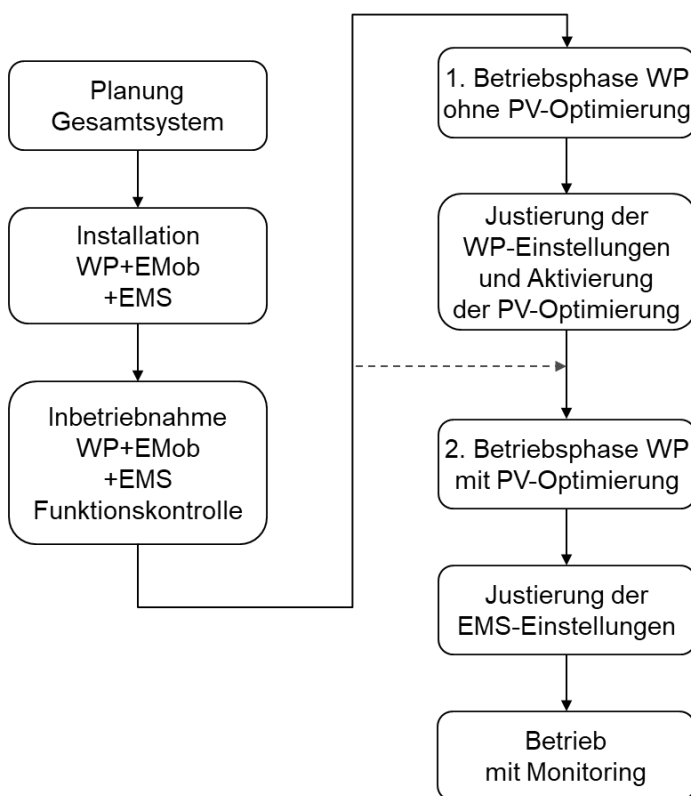 Planung
Gesamtsystem
Installation
WP+EMob
+EMS
Inbetriebnahme
WP+EMob
+EMS
Funktionskontrolle
1. Betriebsphase WP
ohne PV-Optimierung
Justierung der
WP-Einstellungen
und Aktivierung
der PV-Optimierung
2. Betriebsphase WP
mit PV-Optimierung
Justierung der
EMS-Einstellungen
Betrieb
mit Monitoring